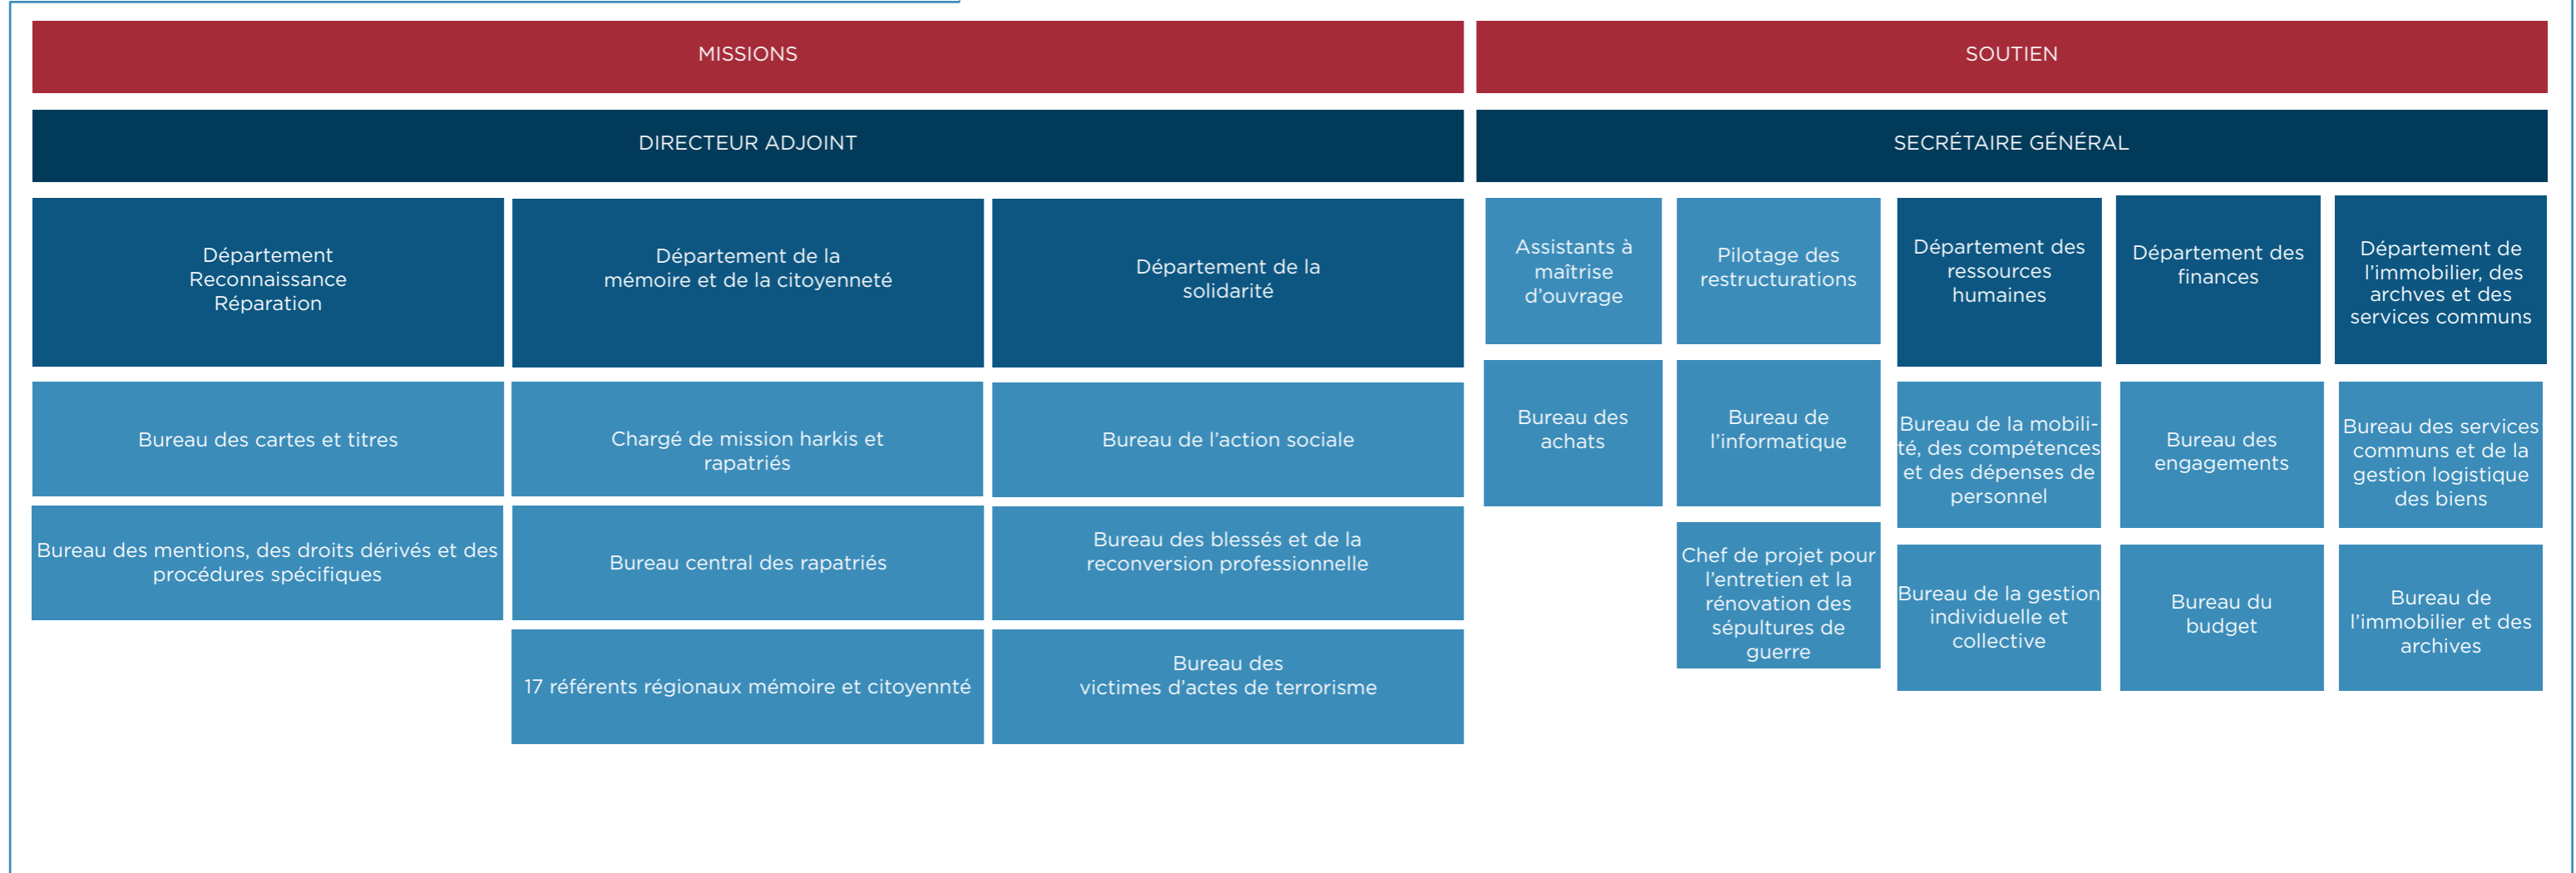 MISSIONS
SOUTIEN
DIRECTEUR ADJOINT
SECRÉTAIRE GÉNÉRAL
Département
Reconnaissance
Réparation
Département de la
mémoire et de la citoyenneté
Département de la
solidarité
Assistants à
maîtrise
d’ouvrage
Pilotage des
restructurations
Département des
ressources
humaines
Département des
finances
Département de
l’immobilier, des
archves et des
services communs
Bureau des cartes et titres
Chargé de mission harkis et
rapatriés
Bureau de l’action sociale
Bureau des
achats
Bureau de
l’informatique
Bureau de la mobili-
té, des compétences
et des dépenses de
personnel
Bureau des
engagements
Bureau des services
communs et de la
gestion logistique
des biens
Bureau des mentions, des droits dérivés et des
procédures spécifiques
Bureau central des rapatriés
Bureau des blessés et de la
reconversion professionnelle
Chef de projet pour
l’entretien et la
rénovation des
sépultures de
guerre
Bureau de la gestion
individuelle et
collective
Bureau du
budget
Bureau de
l’immobilier et des
archives
17 référents régionaux mémoire et citoyennté
Bureau des
victimes d’actes de terrorisme